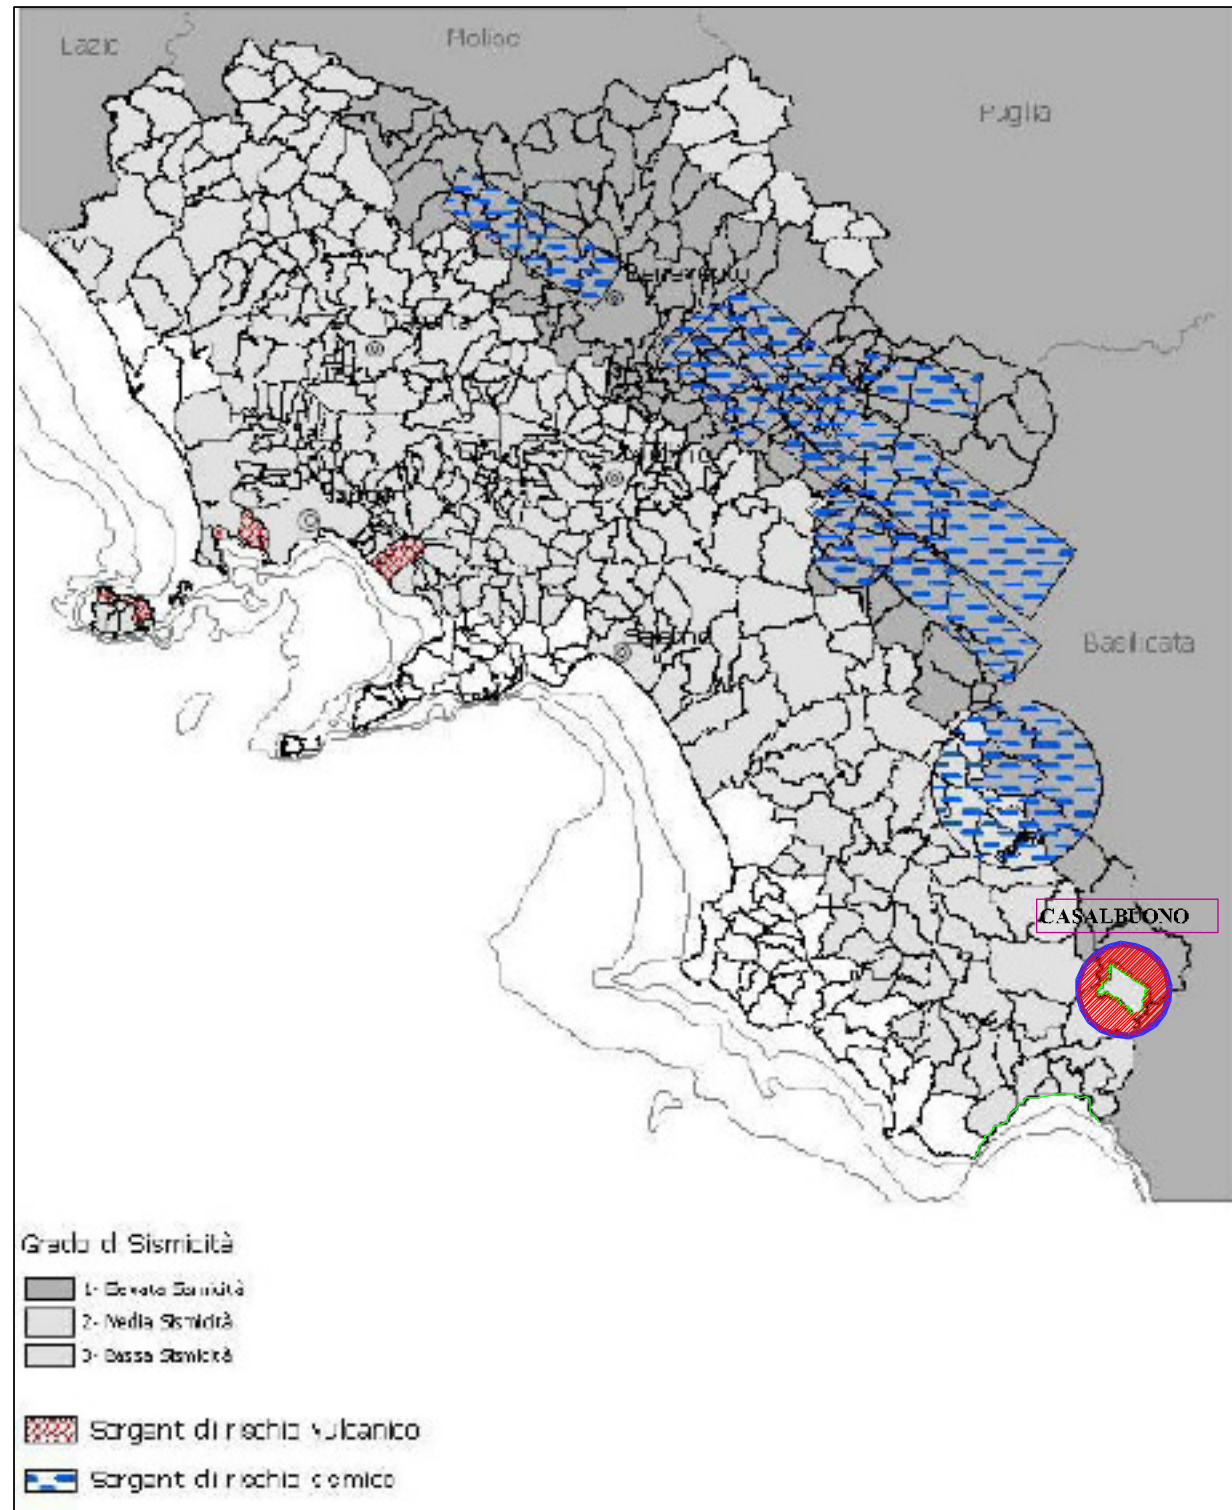 Lazio
Molise
Puglia
Benevento
Salerno
Basilicata
CASALBUONO
Grado di Sismicità
1- Elevata Sismicità
2- Media Sismicità
3- Bassa Sismicità
Sorgenti di rischio vulcanico
Sorgenti di rischio sismico